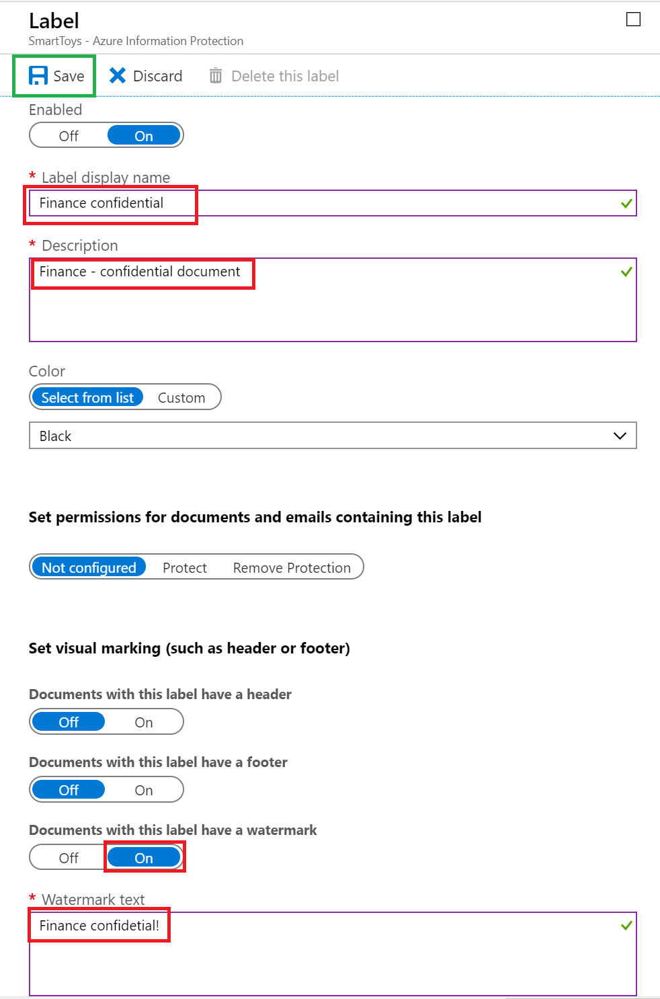 Label
SmartToys - Azure Information Protection
Save Discard Delete this label
Enabled
Off On
* Label display name
Finance confidential
* Description
Finance - confidential document
Color
Select from list Custom
Black
Set permissions for documents and emails containing this label
Not configured Protect Remove Protection
Set visual marking (such as header or footer)
Documents with this label have a header
Off On
Documents with this label have a footer
Off On
Documents with this label have a watermark
Off On
* Watermark text
Finance confidetial!